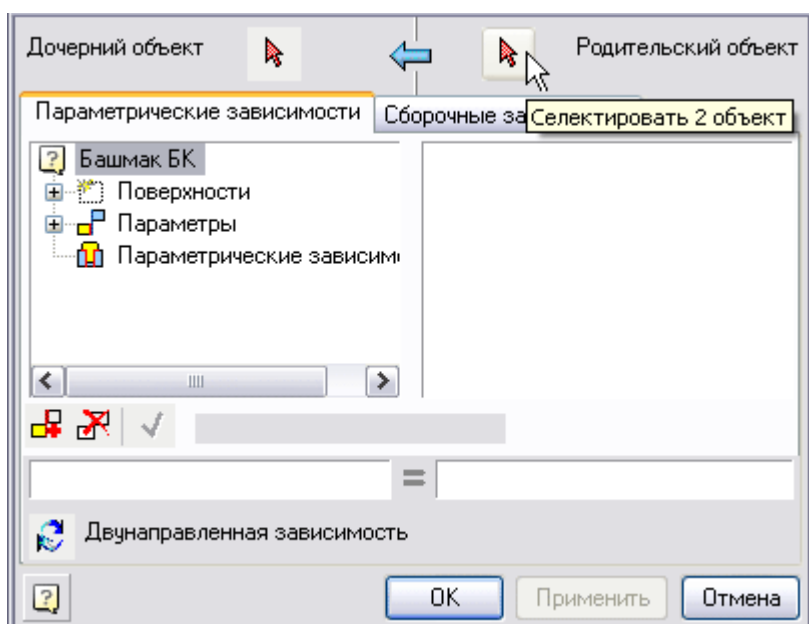 Дочерний объект
Родительский объект
Параметрические зависимости
Сборочные за
Селектировать 2 объект
Башмак БК
Поверхности
Параметры
Параметрические зависим
=
Двунаправленная зависимость
OK
Применить
Отмена